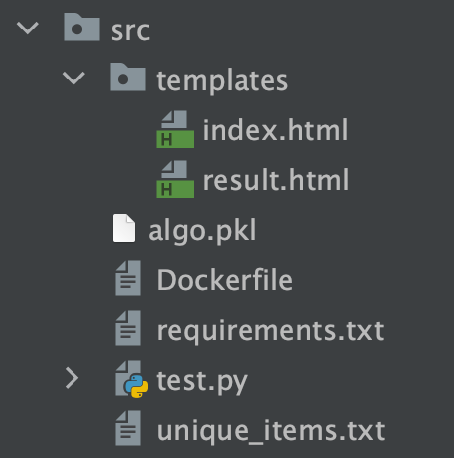 src
templates
H index.html
H result.html
algo.pkl
Dockerfile
requirements.txt
test.py
unique_items.txt